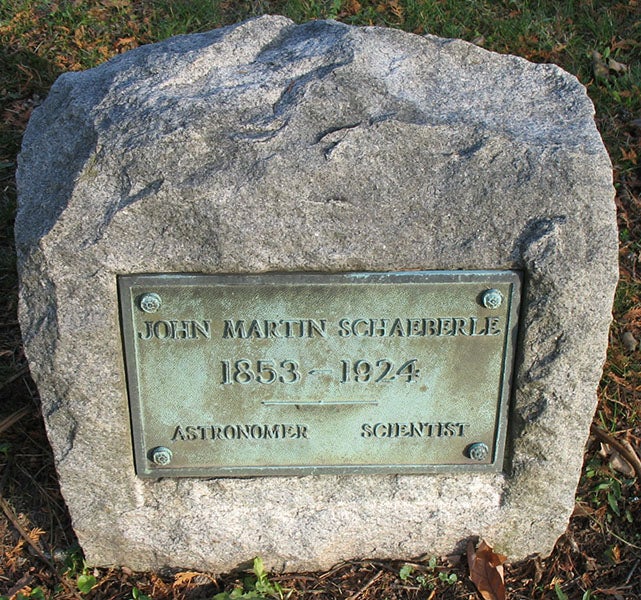 JOHN MARTIN SCHAEBERLE
1853 - 1924
ASTRONOMER SCIENTIST